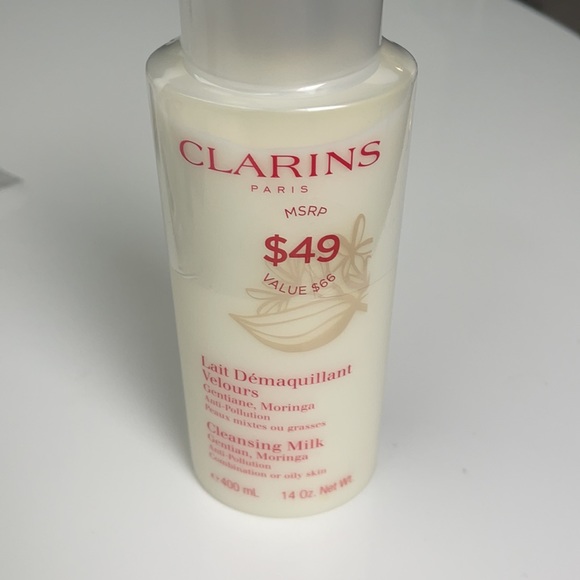 CLARINS
PARIS
MSRP
$49
VALUE $66
Lait Démaquillant
Velours
Gentiane, Moringa
Anti-Pollution
Peaux mixtes ou grasses
Cleansing Milk
Gentian, Moringa
Anti-Pollution
Combination or oily skin
e 400 mL 14 Oz. Net Wt.